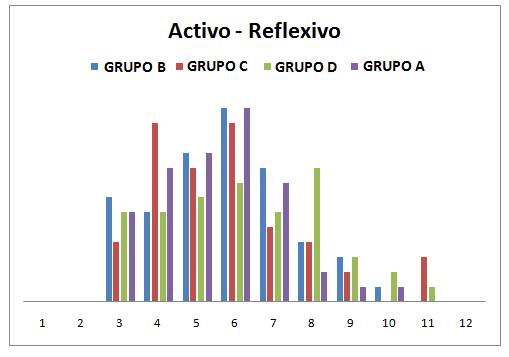 Activo - Reflexivo
GRUPO B GRUPO C GRUPO D GRUPO A
1 2 3 4 5 6 7 8 9 10 11 12